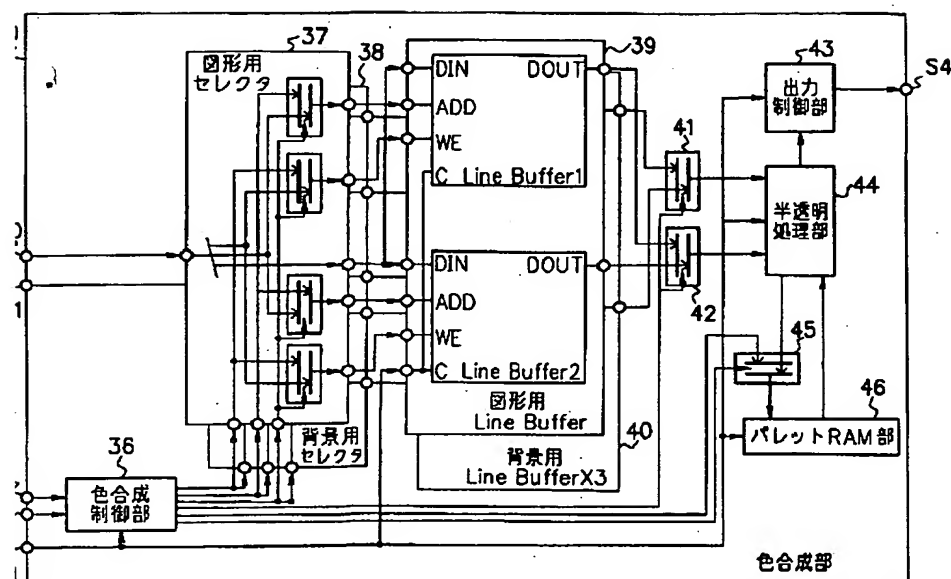 37
図形用
セレクタ
38
39
DIN
DOUT
ADD
WE
C Line Buffer1
41
43
出力
制御部
S4
44
半透明
処理部
DIN
DOUT
ADD
WE
C Line Buffer2
42
45
図形用
Line Buffer
40
46
パレットRAM部
背景用
セレクタ
背景用
Line BufferX3
36
色合成
制御部
色合成部